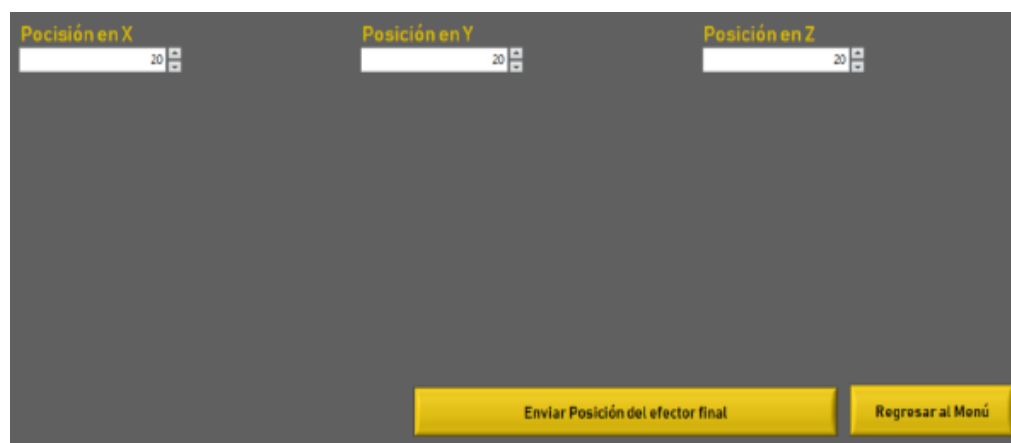 Pocisión en X
Posición en Y
Posición en Z
20
20
20
Enviar Posición del efector final
Regresar al Menú